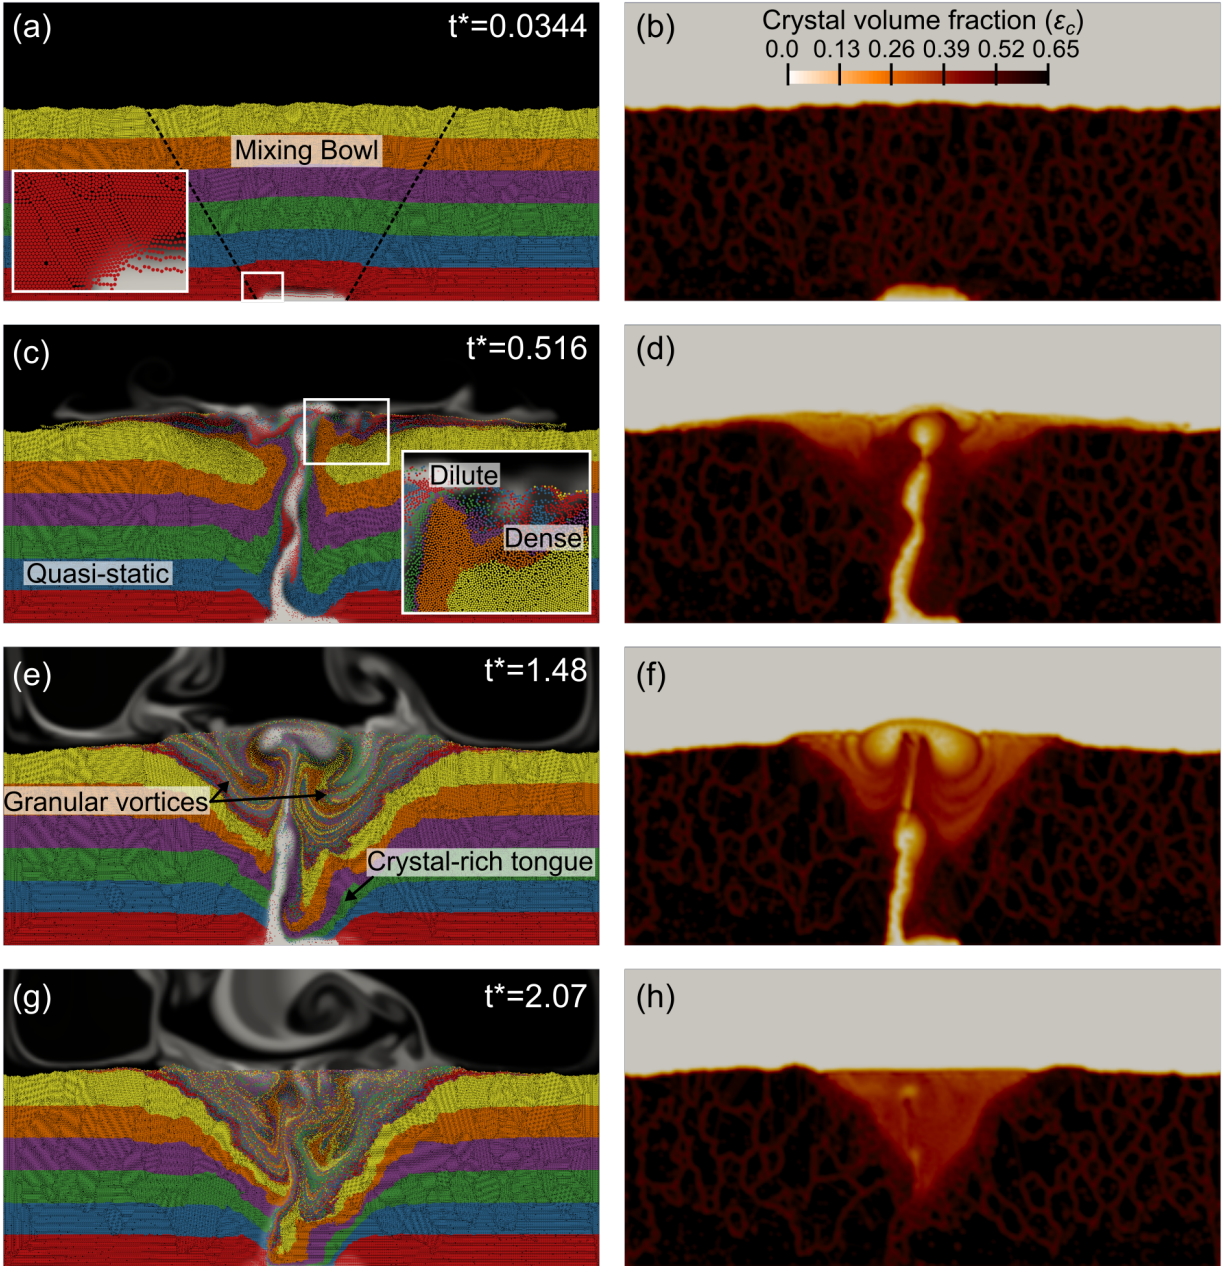 (a)
t*=0.0344
Mixing Bowl
(b)
Crystal volume fraction (εc)
0.0 0.13 0.26 0.39 0.52 0.65
(c)
t*=0.516
Dilute
Dense
Quasi-static
(d)
(e)
t*=1.48
Granular vortices
Crystal-rich tongue
(f)
(g)
t*=2.07
(h)